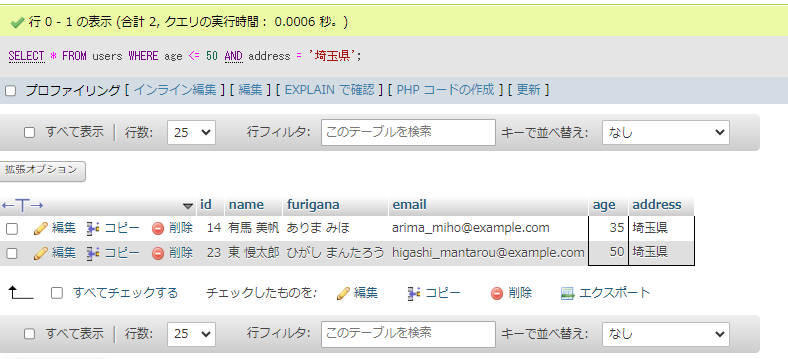 行 0 - 1 の表示 (合計 2, クエリの実行時間： 0.0006 秒。)
SELECT * FROM users WHERE age <= 50 AND address = '埼玉県';
プロファイリング [ インライン編集 ] [ 編集 ] [ EXPLAIN で確認 ] [ PHP コードの作成 ] [ 更新 ]
すべて表示 | 行数: 25 行フィルタ: このテーブルを検索 キーで並べ替え: なし
拡張オプション
←T→ id name furigana email age address
編集 コピー 削除 14 有馬 美帆 ありま みほ arima_miho@example.com 35 埼玉県
編集 コピー 削除 23 東 慢太郎 ひがし まんたろう higashi_mantarou@example.com 50 埼玉県
すべてチェックする チェックしたものを: 編集 コピー 削除 エクスポート
すべて表示 | 行数: 25 行フィルタ: このテーブルを検索 キーで並べ替え: なし